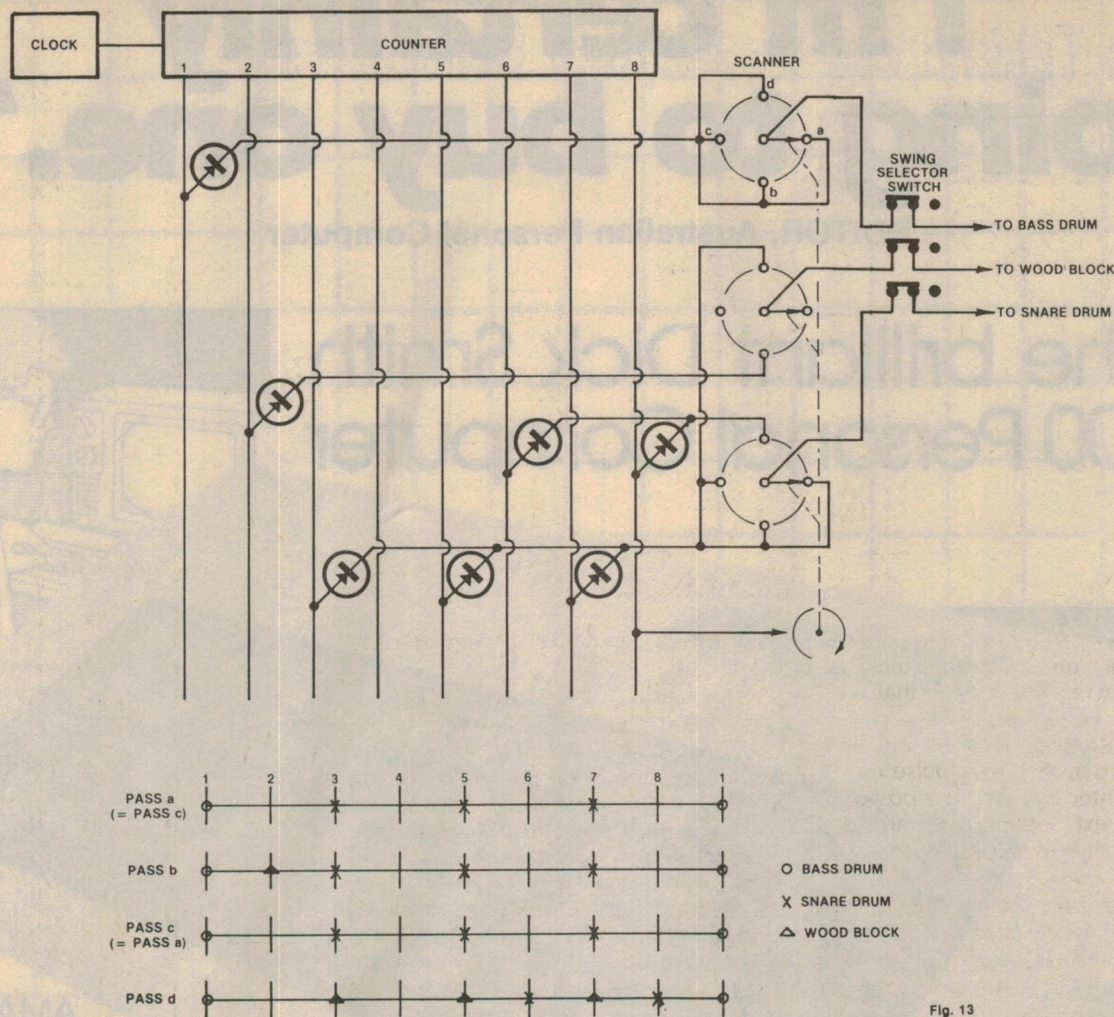 CLOCK
COUNTER
1 2 3 4 5 6 7 8
SCANNER
d
c
a
b
SWING
SELECTOR
SWITCH
TO BASS DRUM
TO WOOD BLOCK
TO SNARE DRUM
1 2 3 4 5 6 7 8 1
PASS a
(= PASS c)
PASS b
PASS c
(= PASS a)
PASS d
O BASS DRUM
X SNARE DRUM
△ WOOD BLOCK
Fig. 13